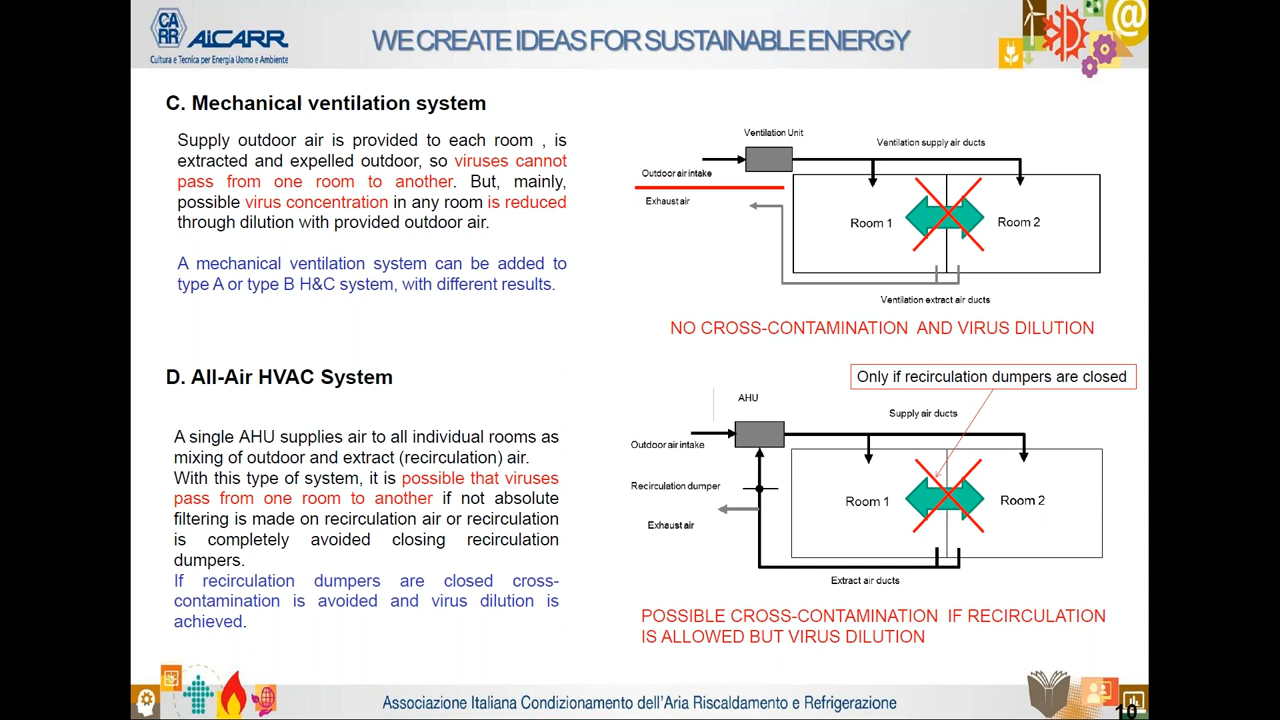 CA
RR
AiCARR
Cultura e Tecnica per Energia Uomo e Ambiente
WE CREATE IDEAS FOR SUSTAINABLE ENERGY
@
C. Mechanical ventilation system
Supply outdoor air is provided to each room , is
extracted and expelled outdoor, so viruses cannot
pass from one room to another. But, mainly,
possible virus concentration in any room is reduced
through dilution with provided outdoor air.
A mechanical ventilation system can be added to
type A or type B H&C system, with different results.
Ventilation Unit
Ventilation supply air ducts
Outdoor air intake
Exhaust air
Room 1
Room 2
Ventilation extract air ducts
NO CROSS-CONTAMINATION AND VIRUS DILUTION
D. All-Air HVAC System
A single AHU supplies air to all individual rooms as
mixing of outdoor and extract (recirculation) air.
With this type of system, it is possible that viruses
pass from one room to another if not absolute
filtering is made on recirculation air or recirculation
is completely avoided closing recirculation
dumpers.
If recirculation dumpers are closed cross-
contamination is avoided and virus dilution is
achieved.
Only if recirculation dumpers are closed
AHU
Supply air ducts
Outdoor air intake
Recirculation dumper
Exhaust air
Room 1
Room 2
Extract air ducts
POSSIBLE CROSS-CONTAMINATION IF RECIRCULATION
IS ALLOWED BUT VIRUS DILUTION
Associazione Italiana Condizionamento dell'Aria Riscaldamento e Refrigerazione
10